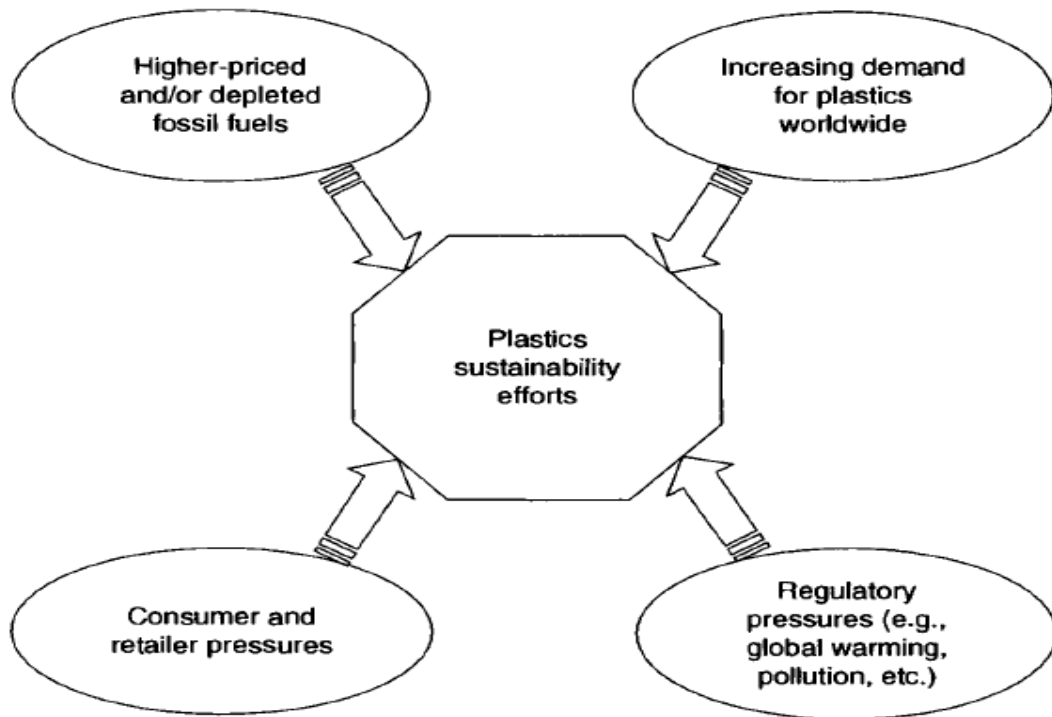 Higher-priced
and/or depleted
fossil fuels
Increasing demand
for plastics
worldwide
Plastics
sustainability
efforts
Consumer and
retailer pressures
Regulatory
pressures (e.g.,
global warming,
pollution, etc.)